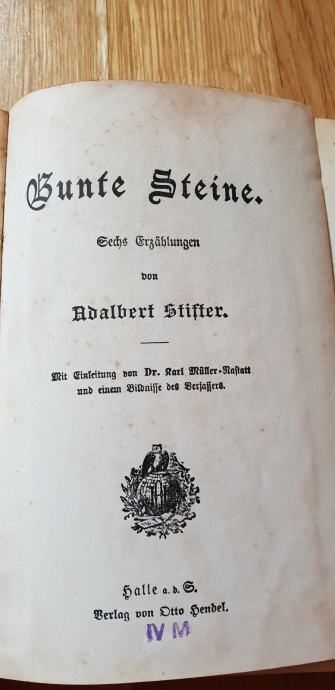 Bunte Steine.
Sechs Erzählungen
von
Adalbert Stifter.
Mit Einleitung von Dr. Karl Müller-Rastatt
und einem Bildnisse des Verfassers.
Halle a. d. S.
Verlag von Otto Hendel.
IV M